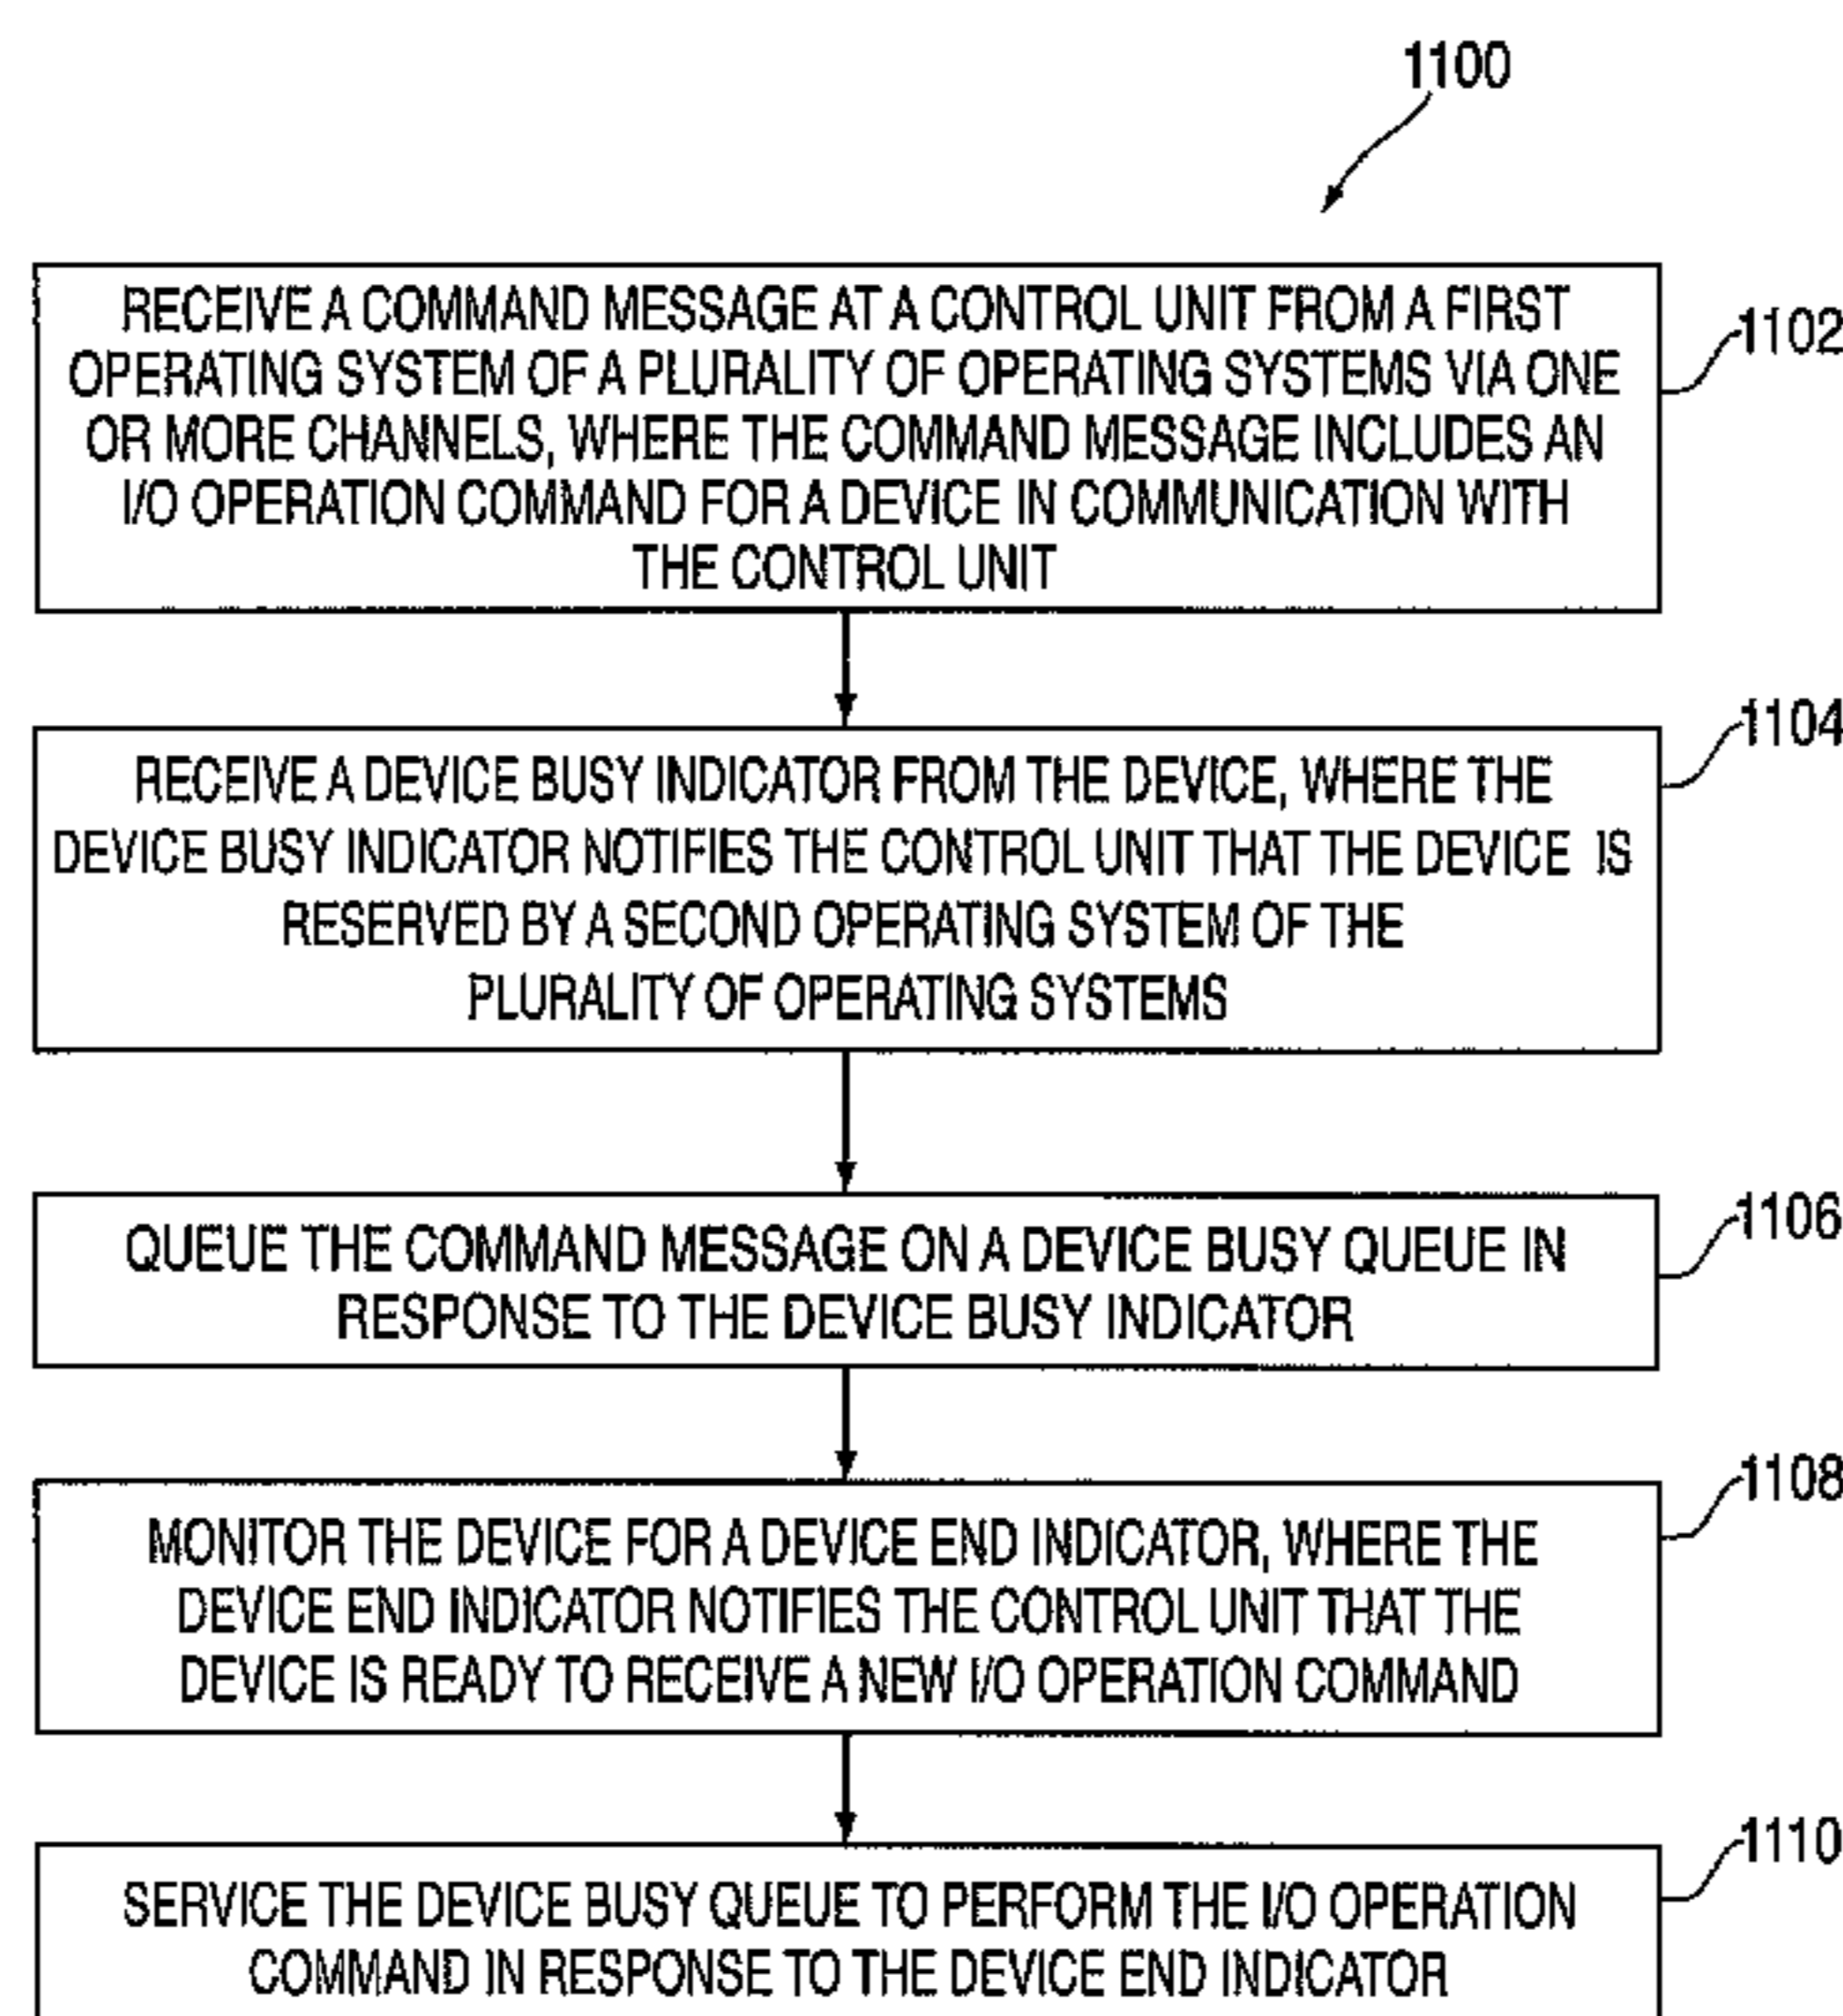 1100
RECEIVE A COMMAND MESSAGE AT A CONTROL UNIT FROM A FIRST
OPERATING SYSTEM OF A PLURALITY OF OPERATING SYSTEMS VIA ONE
OR MORE CHANNELS, WHERE THE COMMAND MESSAGE INCLUDES AN
I/O OPERATION COMMAND FOR A DEVICE IN COMMUNICATION WITH
THE CONTROL UNIT
1102
RECEIVE A DEVICE BUSY INDICATOR FROM THE DEVICE, WHERE THE
DEVICE BUSY INDICATOR NOTIFIES THE CONTROL UNIT THAT THE DEVICE IS
RESERVED BY A SECOND OPERATING SYSTEM OF THE
PLURALITY OF OPERATING SYSTEMS
1104
QUEUE THE COMMAND MESSAGE ON A DEVICE BUSY QUEUE IN
RESPONSE TO THE DEVICE BUSY INDICATOR
1106
MONITOR THE DEVICE FOR A DEVICE END INDICATOR, WHERE THE
DEVICE END INDICATOR NOTIFIES THE CONTROL UNIT THAT THE
DEVICE IS READY TO RECEIVE A NEW I/O OPERATION COMMAND
1108
SERVICE THE DEVICE BUSY QUEUE TO PERFORM THE I/O OPERATION
COMMAND IN RESPONSE TO THE DEVICE END INDICATOR
1110